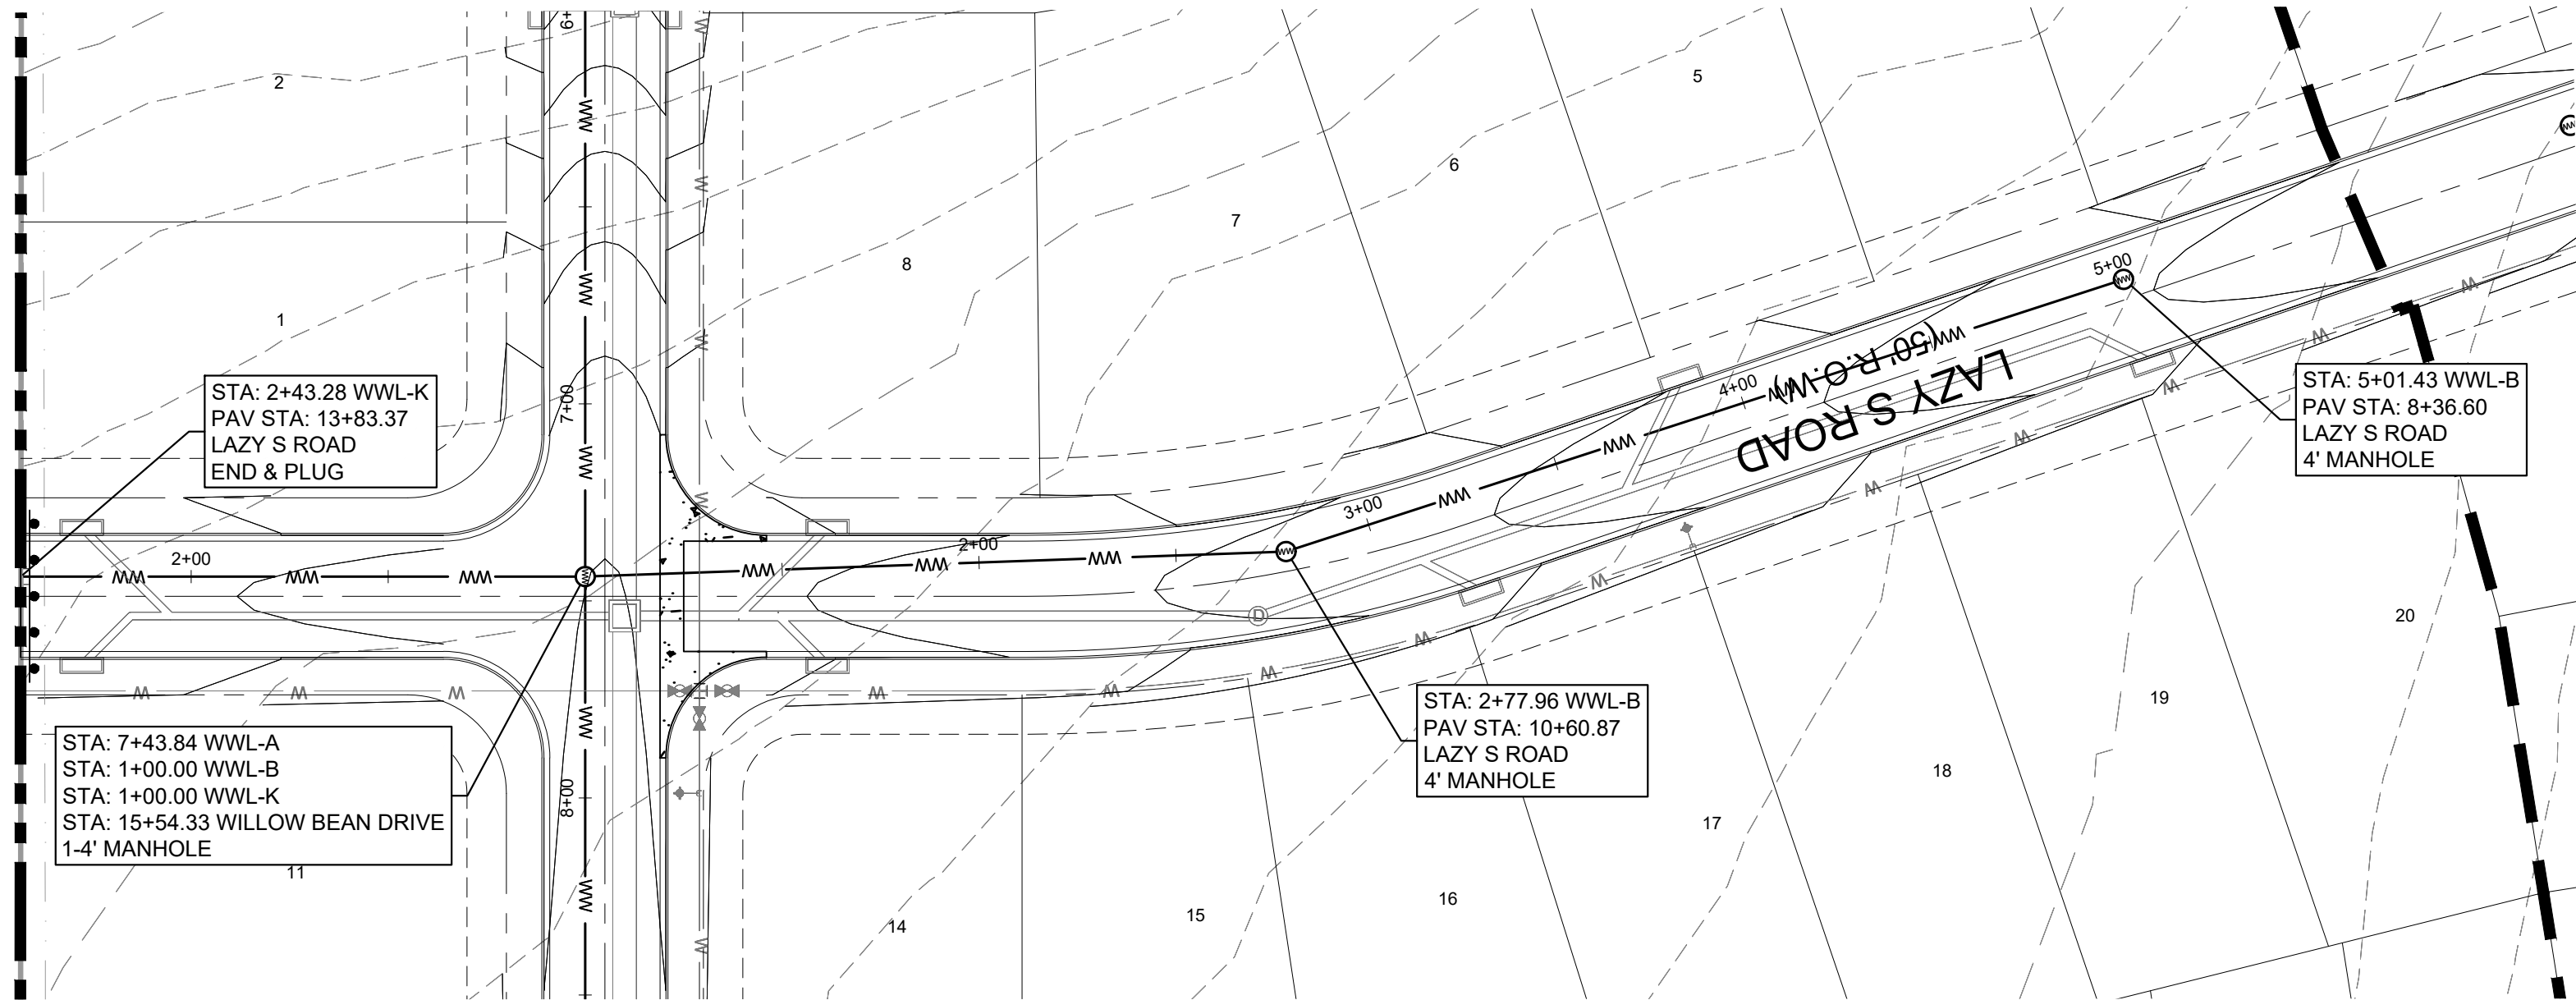 6+
2
5
6
7
8
1
5+00
(50' R.O.W.)
LAZY S ROAD
4+00
3+00
2+00
2+00
7+00
8+00
STA: 2+43.28 WWL-K
PAV STA: 13+83.37
LAZY S ROAD
END & PLUG
STA: 5+01.43 WWL-B
PAV STA: 8+36.60
LAZY S ROAD
4' MANHOLE
STA: 7+43.84 WWL-A
STA: 1+00.00 WWL-B
STA: 1+00.00 WWL-K
STA: 15+54.33 WILLOW BEAN DRIVE
1-4' MANHOLE
STA: 2+77.96 WWL-B
PAV STA: 10+60.87
LAZY S ROAD
4' MANHOLE
D
WW
W
11
14
15
16
17
18
19
20